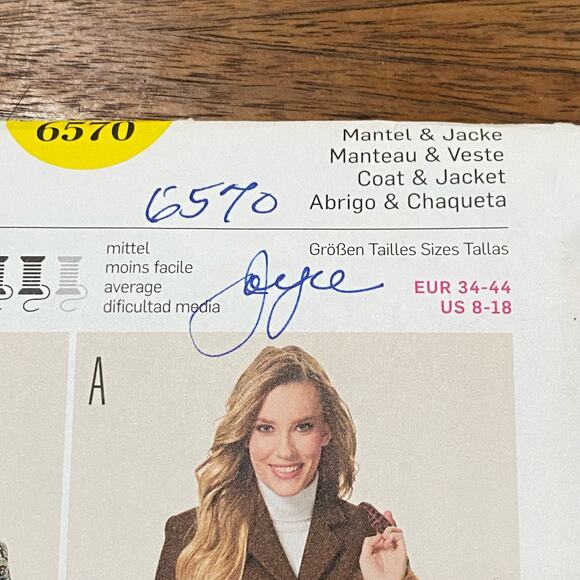 6570
Mantel & Jacke
Manteau & Veste
Coat & Jacket
Abrigo & Chaqueta
6570
mittel
moins facile
average
dificultad media
Joyce
Größen Tailles Sizes Tallas
EUR 34-44
US 8-18
A